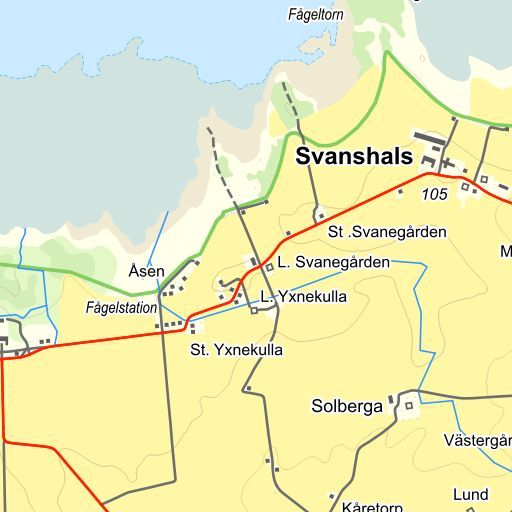 Fågeltorn
Svanshals
105
St .Svanegården
L. Svanegården
Åsen
Fågelstation
L. Yxnekulla
St. Yxnekulla
Solberga
Västergår
Lund
Kåretorp
M